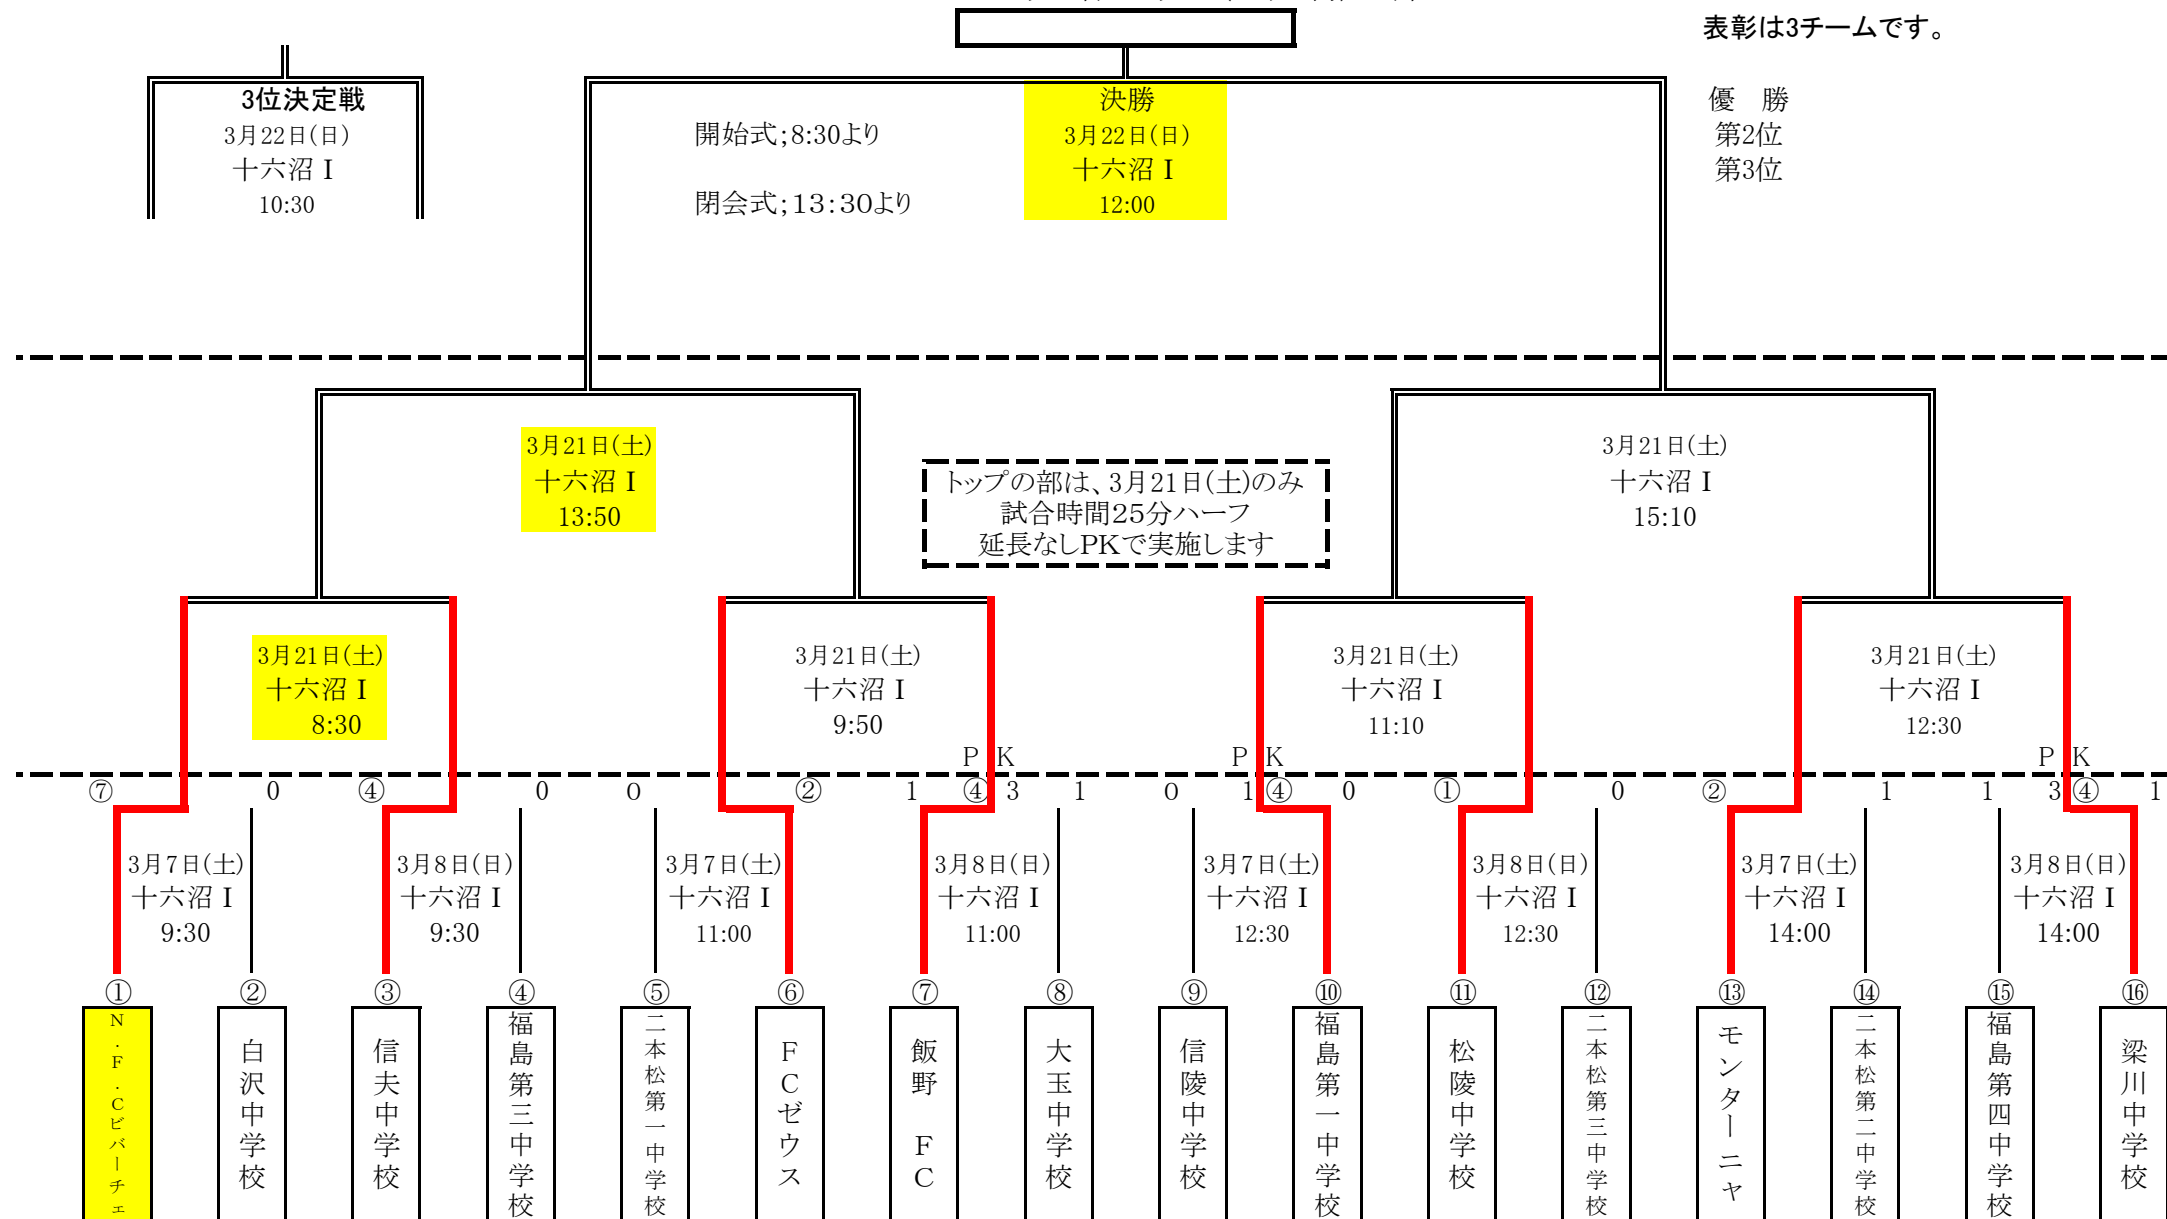 表彰は3チームです。
3位決定戦
3月22日(日)
十六沼Ⅰ
10:30
開始式;8:30より
閉会式;13:30より
決勝
3月22日(日)
十六沼Ⅰ
12:00
優　勝
第2位
第3位
3月21日(土)
十六沼Ⅰ
13:50
トップの部は、3月21日(土)のみ
試合時間25分ハーフ
延長なしPKで実施します
3月21日(土)
十六沼Ⅰ
15:10
3月21日(土)
十六沼Ⅰ
8:30
3月21日(土)
十六沼Ⅰ
9:50
3月21日(土)
十六沼Ⅰ
11:10
3月21日(土)
十六沼Ⅰ
12:30
P K P K P K
⑦ 0 ④ 0 0 ② 1 ④ 3 1 0 1 ④ 0 ① 0 ② 1 1 3 ④ 1
3月7日(土)
十六沼Ⅰ
9:30
3月8日(日)
十六沼Ⅰ
9:30
3月7日(土)
十六沼Ⅰ
11:00
3月8日(日)
十六沼Ⅰ
11:00
3月7日(土)
十六沼Ⅰ
12:30
3月8日(日)
十六沼Ⅰ
12:30
3月7日(土)
十六沼Ⅰ
14:00
3月8日(日)
十六沼Ⅰ
14:00
① ② ③ ④ ⑤ ⑥ ⑦ ⑧ ⑨ ⑩ ⑪ ⑫ ⑬ ⑭ ⑮ ⑯
N.F.Cビバーチェ
白沢中学校
信夫中学校
福島第三中学校
二本松第一中学校
FCゼウス
飯野　FC
大玉中学校
信陵中学校
福島第一中学校
松陵中学校
二本松第三中学校
モンターニャ
二本松第二中学校
福島第四中学校
梁川中学校